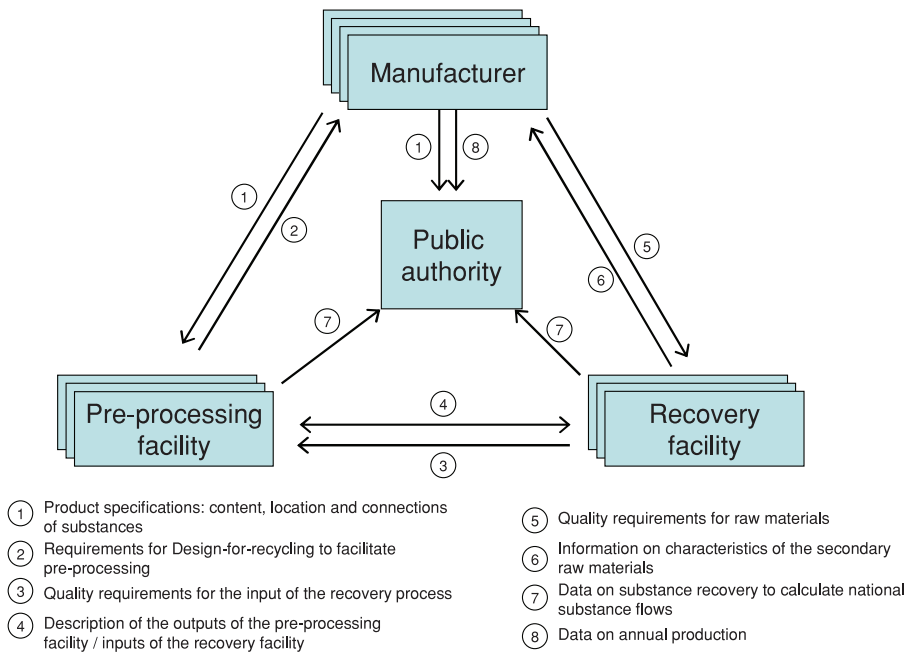 Manufacturer
1
8
1
2
5
6
Public
authority
7
7
Pre-processing
facility
4
3
Recovery
facility
1 Product specifications: content, location and connections
of substances
2 Requirements for Design-for-recycling to facilitate
pre-processing
3 Quality requirements for the input of the recovery process
4 Description of the outputs of the pre-processing
facility / inputs of the recovery facility
5 Quality requirements for raw materials
6 Information on characteristics of the secondary
raw materials
7 Data on substance recovery to calculate national
substance flows
8 Data on annual production